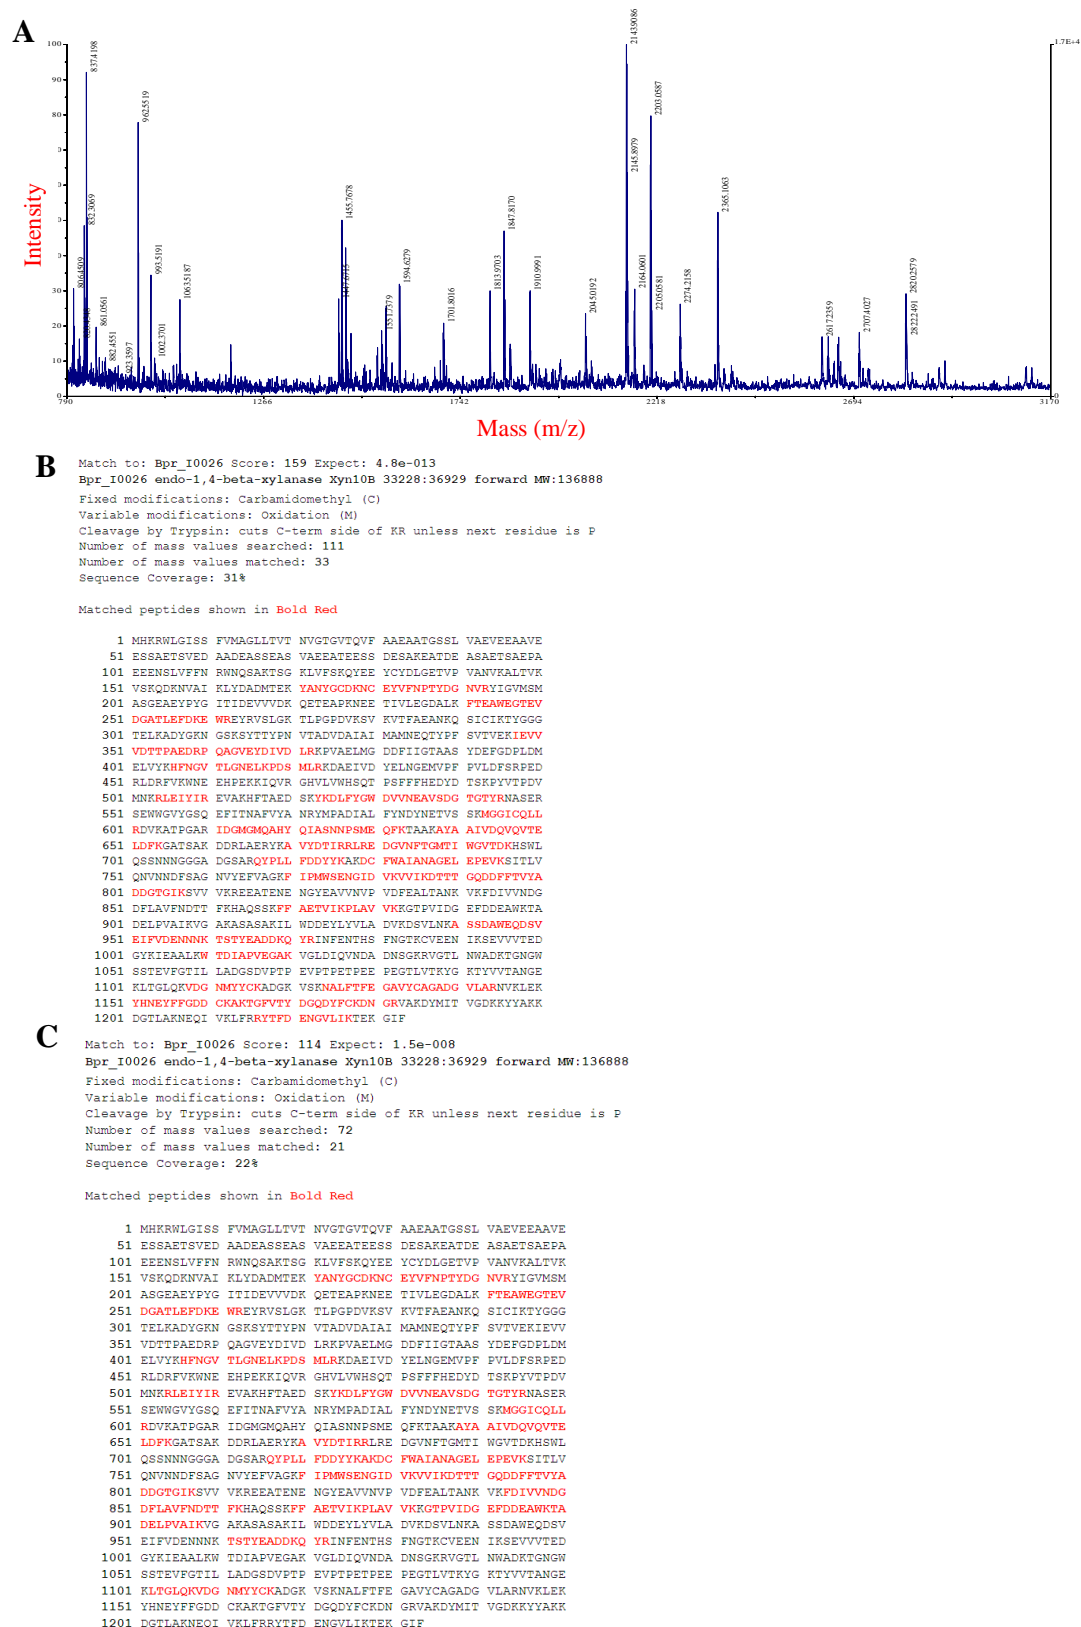 A
Intensity
100
90
80
30
20
10
0
1.7E+4
0
806.4509
832.3069
837.4198
861.0561
882.4551
923.3597
962.5519
993.5191
1002.3701
1063.5187
1455.7678
1551.7379
1594.6279
1701.8016
1813.9703
1847.8170
1910.9991
2045.0192
2143.9086
2145.8979
2164.0601
2203.0587
2205.0581
2274.2158
2365.1063
2617.2359
2707.4027
2820.2579
2822.2491
790
1266
1742
2218
2694
3170
Mass (m/z)
B
Match to: Bpr_I0026 Score: 159 Expect: 4.8e-013
Bpr_I0026 endo-1,4-beta-xylanase Xyn10B 33228:36929 forward MW:136888
Fixed modifications: Carbamidomethyl (C)
Variable modifications: Oxidation (M)
Cleavage by Trypsin: cuts C-term side of KR unless next residue is P
Number of mass values searched: 111
Number of mass values matched: 33
Sequence Coverage: 31%
Matched peptides shown in Bold Red
1 MHKRWLGISS FVMAGLLTVT NVGTGVTQVF AAEAATGSSL VAEVEEAAVE
51 ESSAETSVED AADEASSEAS VAEEATEESS DESAKEATDE ASAETSAEPA
101 EEENSLVFFN RWNQSAKTSG KLVFSKQYEE YCYDLGETVP VANVKALTVK
151 VSKQDKNVAI KLYDADMTEK YANYGCDKNC EYVFNPTYDG NVRYIGVMSM
201 ASGEAEYPYG ITIDEVVVDK QETEAPKNEE TIVLEGDALK FTEAWEGTEV
251 DGATLEFDKE WREYRVSLGK TLPGPDVKSV KVTFAEANKQ SICIKTYGGG
301 TELKADYGKN GSKSYTTYPN VTADVDAIAI MAMNEQTYPF SVTVEKIEVV
351 VDTTPAEDRP QAGVEYDIVD LRKPVAELMG DDFIIGTAAS YDEFGDPLDM
401 ELVYKHFNGV TLGNELKPDS MLRKDAEIVD YELNGEMVPF PVLDFSRPED
451 RLDRFVKWNE EHPEKKIQVR GHVLVWHSQT PSFFFHEDYD TSKPYVTPDV
501 MNKRLEIYIR EVAKHFTAED SKYKDLFYGW DVVNEAVSDG TGTYRNASER
551 SEWWGVYGSQ EFITNAFVYA NRYMPADIAL FYNDYNETVS SKMGGICQLL
601 RDVKATPGAR IDGMGMQAHY QIASNNPSME QFKTAAKAYA AIVDQVQVTE
651 LDFKGATSAK DDRLAERYKA VYDTIRRLRE DGVNFTGMTI WGVTDKHSWL
701 QSSNNNGGGA DGSARQYPLL FDDYYKAKDC FWAIANAGEL EPEVKSITLV
751 QNVNNDFSAG NVYEFVAGKF IPMWSENGID VKVVIKDTTT GQDDFFTVYA
801 DDGTGIKSVV VKREEATENE NGYEAVVNVP VDFEALTANK VKFDIVVNDG
851 DFLAVFNDTT FKHAQSSKFF AETVIKPLAV VKKGTPVIDG EFDDEAWKTA
901 DELPVAIKVG AKASASAKIL WDDEYLYVLA DVKDSVLNKA SSDAWEQDSV
951 EIFVDENNNK TSTYEADDKQ YRINFENTHS FNGTKCVEEN IKSEVVVTED
1001 GYKIEAALKW TDIAPVEGAK VGLDIQVNDA DNSGKRVGTL NWADKTGNGW
1051 SSTEVFGTIL LADGSDVPTP EVPTPETPEE PEGTLVTKYG KTYVVTANGE
1101 KLTGLQKVDG NMYYCKADGK VSKNALFTFE GAVYCAGADG VLARNVKLEK
1151 YHNEYFFGDD CKAKTGFVTY DGQDYFCKDN GRVAKDYMIT VGDKKYYAKK
1201 DGTLAKNEQI VKLFRRYTFD ENGVLIKTEK GIF
C
Match to: Bpr_I0026 Score: 114 Expect: 1.5e-008
Bpr_I0026 endo-1,4-beta-xylanase Xyn10B 33228:36929 forward MW:136888
Fixed modifications: Carbamidomethyl (C)
Variable modifications: Oxidation (M)
Cleavage by Trypsin: cuts C-term side of KR unless next residue is P
Number of mass values searched: 72
Number of mass values matched: 21
Sequence Coverage: 22%
Matched peptides shown in Bold Red
1 MHKRWLGISS FVMAGLLTVT NVGTGVTQVF AAEAATGSSL VAEVEEAAVE
51 ESSAETSVED AADEASSEAS VAEEATEESS DESAKEATDE ASAETSAEPA
101 EEENSLVFFN RWNQSAKTSG KLVFSKQYEE YCYDLGETVP VANVKALTVK
151 VSKQDKNVAI KLYDADMTEK YANYGCDKNC EYVFNPTYDG NVRYIGVMSM
201 ASGEAEYPYG ITIDEVVVDK QETEAPKNEE TIVLEGDALK FTEAWEGTEV
251 DGATLEFDKE WREYRVSLGK TLPGPDVKSV KVTFAEANKQ SICIKTYGGG
301 TELKADYGKN GSKSYTTYPN VTADVDAIAI MAMNEQTYPF SVTVEKIEVV
351 VDTTPAEDRP QAGVEYDIVD LRKPVAELMG DDFIIGTAAS YDEFGDPLDM
401 ELVYKHFNGV TLGNELKPDS MLRKDAEIVD YELNGEMVPF PVLDFSRPED
451 RLDRFVKWNE EHPEKKIQVR GHVLVWHSQT PSFFFHEDYD TSKPYVTPDV
501 MNKRLEIYIR EVAKHFTAED SKYKDLFYGW DVVNEAVSDG TGTYRNASER
551 SEWWGVYGSQ EFITNAFVYA NRYMPADIAL FYNDYNETVS SKMGGICQLL
601 RDVKATPGAR IDGMGMQAHY QIASNNPSME QFKTAAKAYA AIVDQVQVTE
651 LDFKGATSAK DDRLAERYKA VYDTIRRLRE DGVNFTGMTI WGVTDKHSWL
701 QSSNNNGGGA DGSARQYPLL FDDYYKAKDC FWAIANAGEL EPEVKSITLV
751 QNVNNDFSAG NVYEFVAGKF IPMWSENGID VKVVIKDTTT GQDDFFTVYA
801 DDGTGIKSVV VKREEATENE NGYEAVVNVP VDFEALTANK VKFDIVVNDG
851 DFLAVFNDTT FKHAQSSKFF AETVIKPLAV VKKGTPVIDG EFDDEAWKTA
901 DELPVAIKVG AKASASAKIL WDDEYLYVLA DVKDSVLNKA SSDAWEQDSV
951 EIFVDENNNK TSTYEADDKQ YRINFENTHS FNGTKCVEEN IKSEVVVTED
1001 GYKIEAALKW TDIAPVEGAK VGLDIQVNDA DNSGKRVGTL NWADKTGNGW
1051 SSTEVFGTIL LADGSDVPTP EVPTPETPEE PEGTLVTKYG KTYVVTANGE
1101 KLTGLQKVDG NMYYCKADGK VSKNALFTFE GAVYCAGADG VLARNVKLEK
1151 YHNEYFFGDD CKAKTGFVTY DGQDYFCKDN GRVAKDYMIT VGDKKYYAKK
1201 DGTLAKNEQI VKLFRRYTFD ENGVLIKTEK GIF